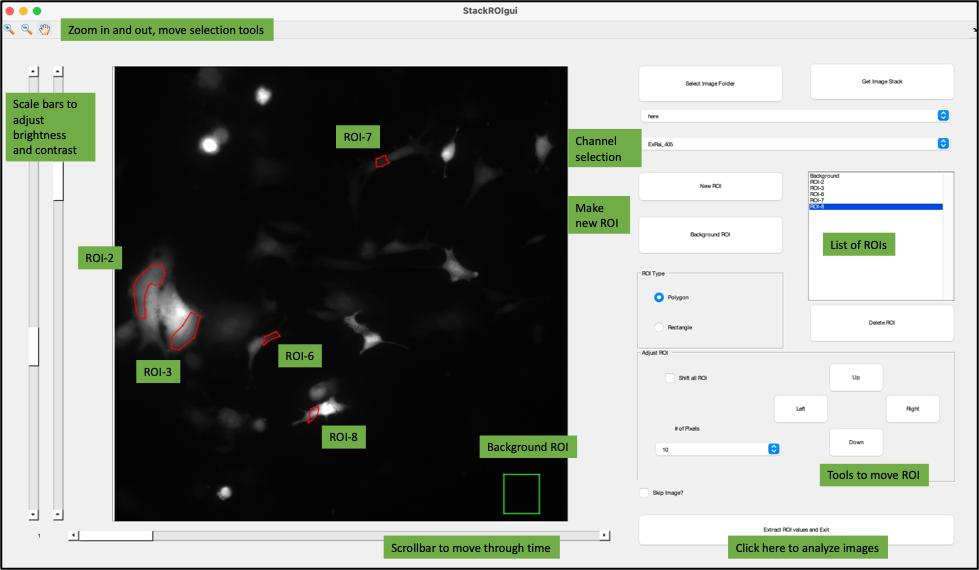 StackROIgui
Zoom in and out, move selection tools
Scale bars to
adjust
brightness
and contrast
ROI-7
ROI-2
ROI-3
ROI-6
ROI-8
Background ROI
1
Scrollbar to move through time
Select Image Folder
Get Image Stack
here
Channel
selection
ExRai_405
Make
new ROI
New ROI
Background ROI
Background
ROI-2
ROI-3
ROI-6
ROI-7
ROI-8
List of ROIs
ROI Type
Polygon
Rectangle
Delete ROI
Adjust ROI
Shift all ROI
Up
Left
Right
# of Pixels
10
Down
Tools to move ROI
Skip Image?
Extract ROI values and Exit
Click here to analyze images